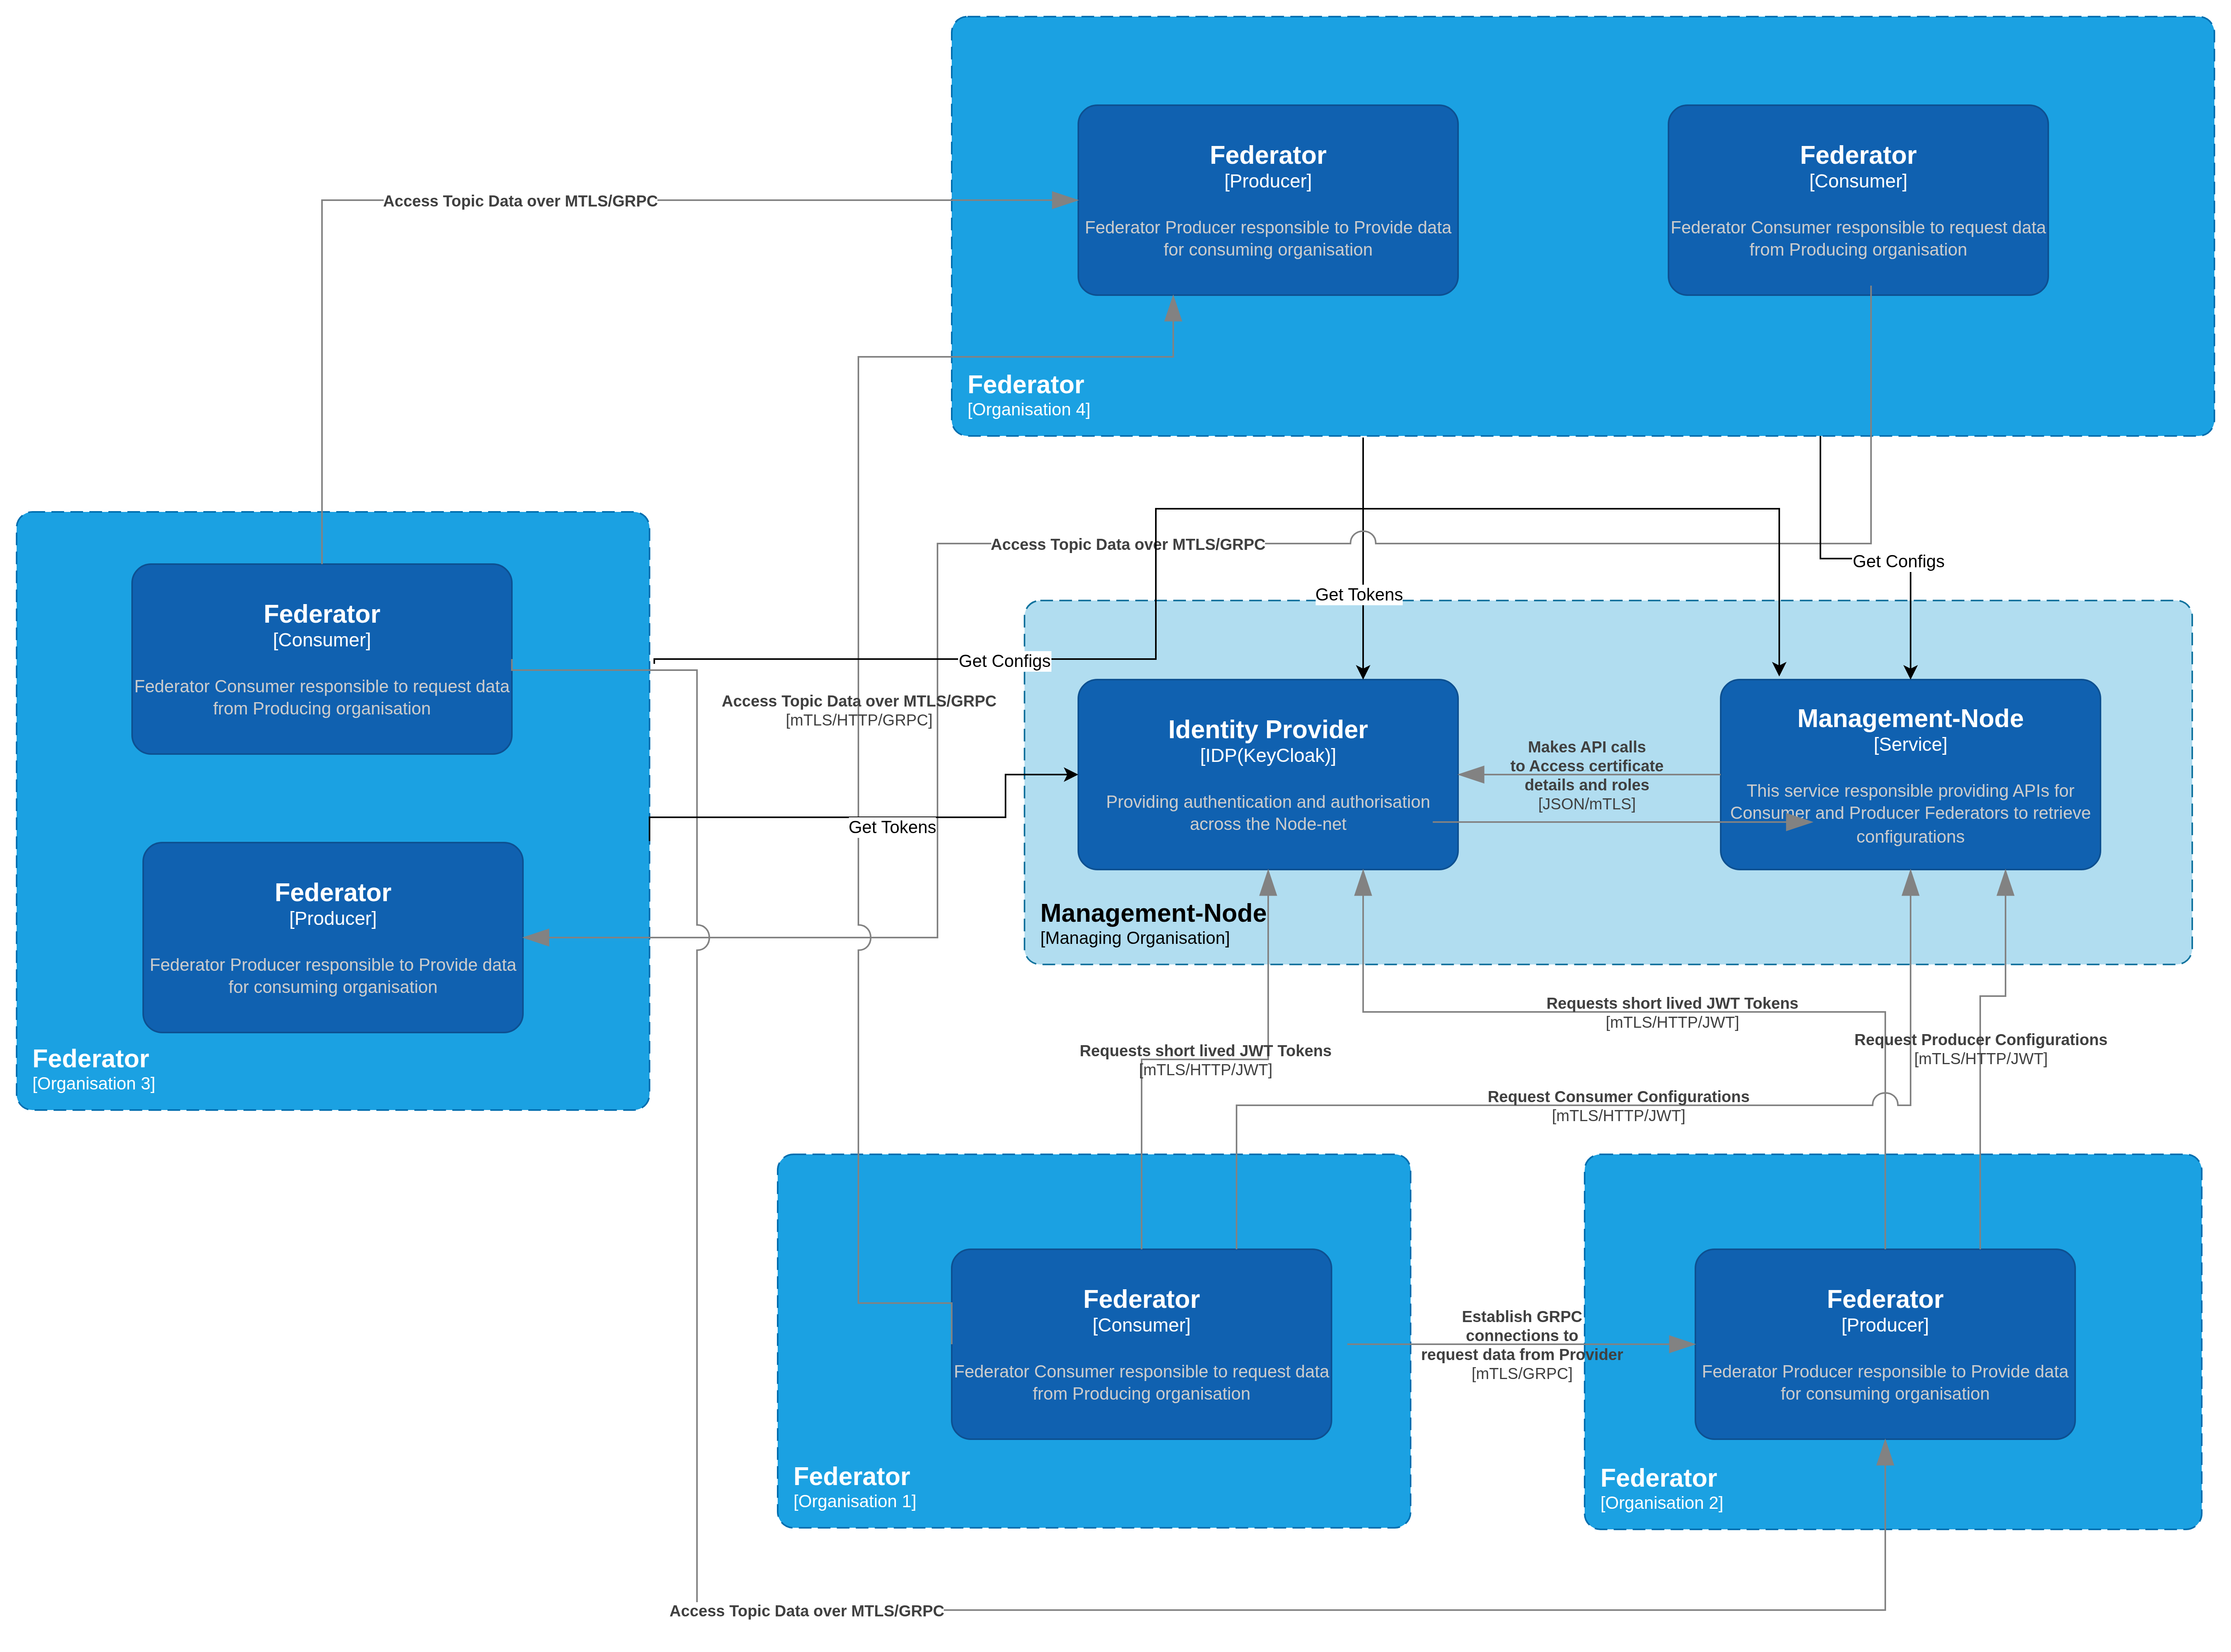 Federator
[Producer]
Federator Producer responsible to Provide data
for consuming organisation
Federator
[Consumer]
Federator Consumer responsible to request data
from Producing organisation
Access Topic Data over MTLS/GRPC
Federator
[Organisation 4]
Access Topic Data over MTLS/GRPC
Get Configs
Get Tokens
Federator
[Consumer]
Federator Consumer responsible to request data
from Producing organisation
Get Configs
Access Topic Data over MTLS/GRPC
[mTLS/HTTP/GRPC]
Get Tokens
Identity Provider
[IDP(KeyCloak)]
Providing authentication and authorisation
across the Node-net
Makes API calls
to Access certificate
details and roles
[JSON/mTLS]
Management-Node
[Service]
This service responsible providing APIs for
Consumer and Producer Federators to retrieve
configurations
Management-Node
[Managing Organisation]
Federator
[Producer]
Federator Producer responsible to Provide data
for consuming organisation
Federator
[Organisation 3]
Requests short lived JWT Tokens
[mTLS/HTTP/JWT]
Requests short lived JWT Tokens
[mTLS/HTTP/JWT]
Request Producer Configurations
[mTLS/HTTP/JWT]
Request Consumer Configurations
[mTLS/HTTP/JWT]
Federator
[Consumer]
Federator Consumer responsible to request data
from Producing organisation
Federator
[Organisation 1]
Establish GRPC
connections to
request data from Provider
[mTLS/GRPC]
Federator
[Producer]
Federator Producer responsible to Provide data
for consuming organisation
Federator
[Organisation 2]
Access Topic Data over MTLS/GRPC